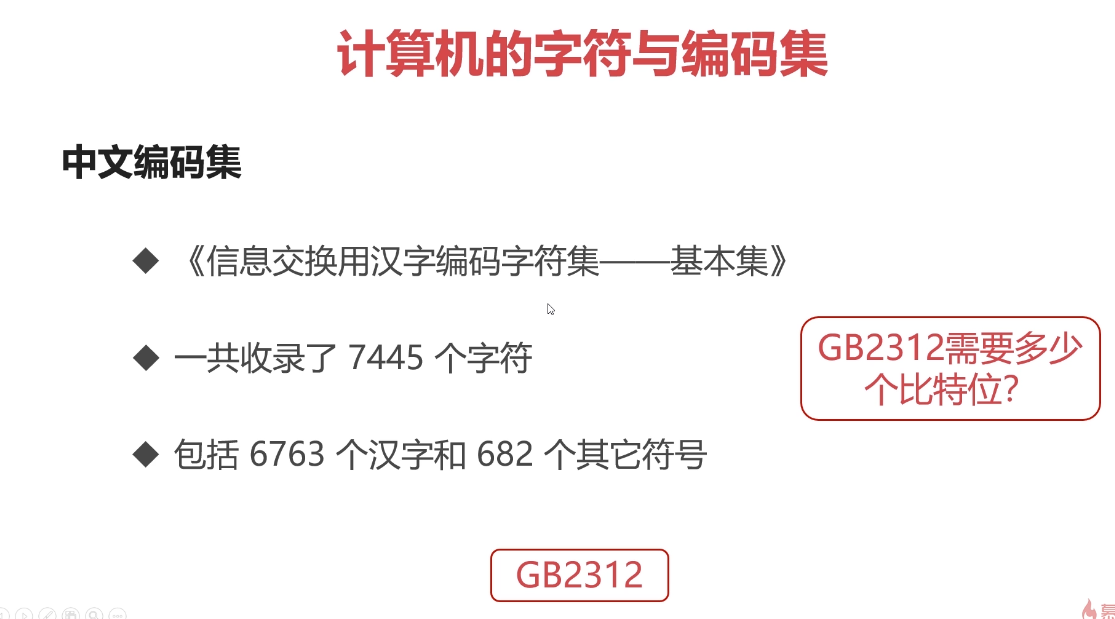 计算机的字符与编码集
中文编码集
◆ 《信息交换用汉字编码字符集——基本集》
◆ 一共收录了 7445 个字符
GB2312需要多少
个比特位？
◆ 包括 6763 个汉字和 682 个其它符号
GB2312